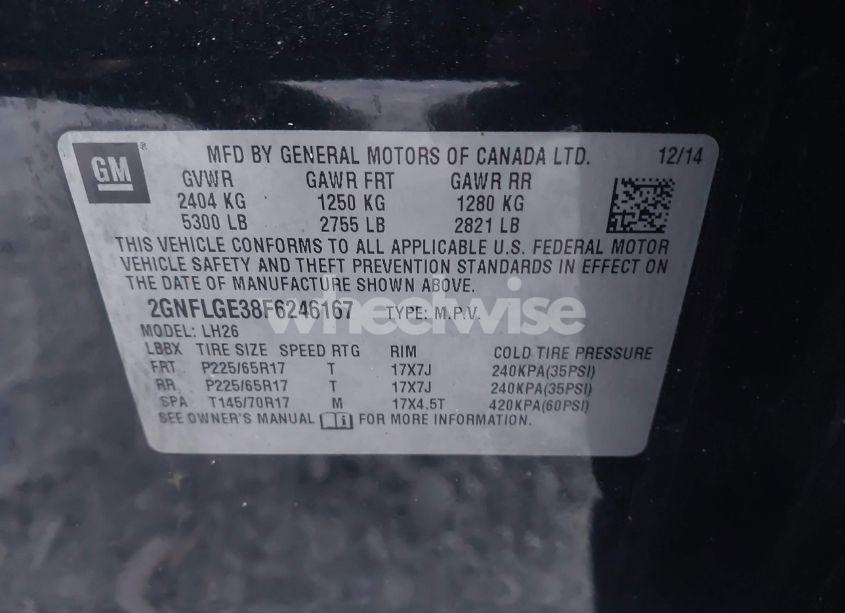 GM
MFD BY GENERAL MOTORS OF CANADA LTD. 12/14
GVWR GAWR FRT GAWR RR
2404 KG 1250 KG 1280 KG
5300 LB 2755 LB 2821 LB
THIS VEHICLE CONFORMS TO ALL APPLICABLE U.S. FEDERAL MOTOR
VEHICLE SAFETY AND THEFT PREVENTION STANDARDS IN EFFECT ON
THE DATE OF MANUFACTURE SHOWN ABOVE.
2GNFLGE38F6246167 TYPE: M.P.V.
wheelwise
MODEL: LH26
LBBX TIRE SIZE SPEED RTG RIM COLD TIRE PRESSURE
FRT P225/65R17 T 17X7J 240KPA(35PSI)
RR P225/65R17 T 17X7J 240KPA(35PSI)
SPA T145/70R17 M 17X4.5T 420KPA(60PSI)
SEE OWNER'S MANUAL i FOR MORE INFORMATION.